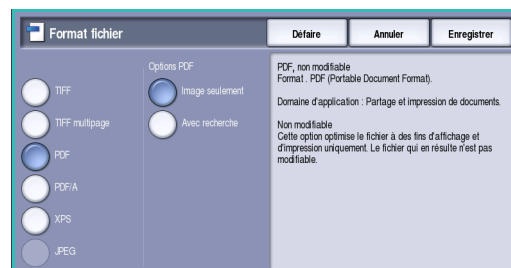 Format fichier
Défaire
Annuler
Enregistrer
Options PDF
TIFF
TIFF multipage
PDF
PDF/A
XPS
JPEG
Image seulement
Avec recherche
PDF, non modifiable
Format . PDF (Portable Document Format).
Domaine d'application : Partage et impression de documents.
Non modifiable
Cette option optimise le fichier à des fins d'affichage et
d'impression uniquement. Le fichier qui en résulte n'est pas
modifiable.